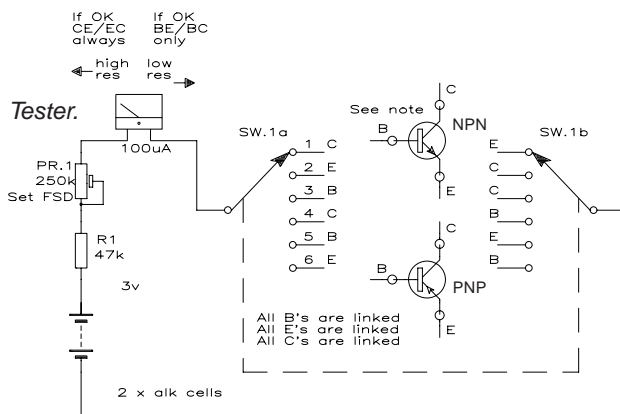 If OK
CE/EC
always
If OK
BE/BC
only
high
res
low
res
Tester.
100uA
PR.1
250k
Set FSD
R1
47k
3v
2 x alk cells
SW.1a
1 C
2 E
3 B
4 C
5 B
6 E
See note
C
B
NPN
E
C
B
PNP
E
SW.1b
E
C
C
B
E
B
All B's are linked
All E's are linked
All C's are linked